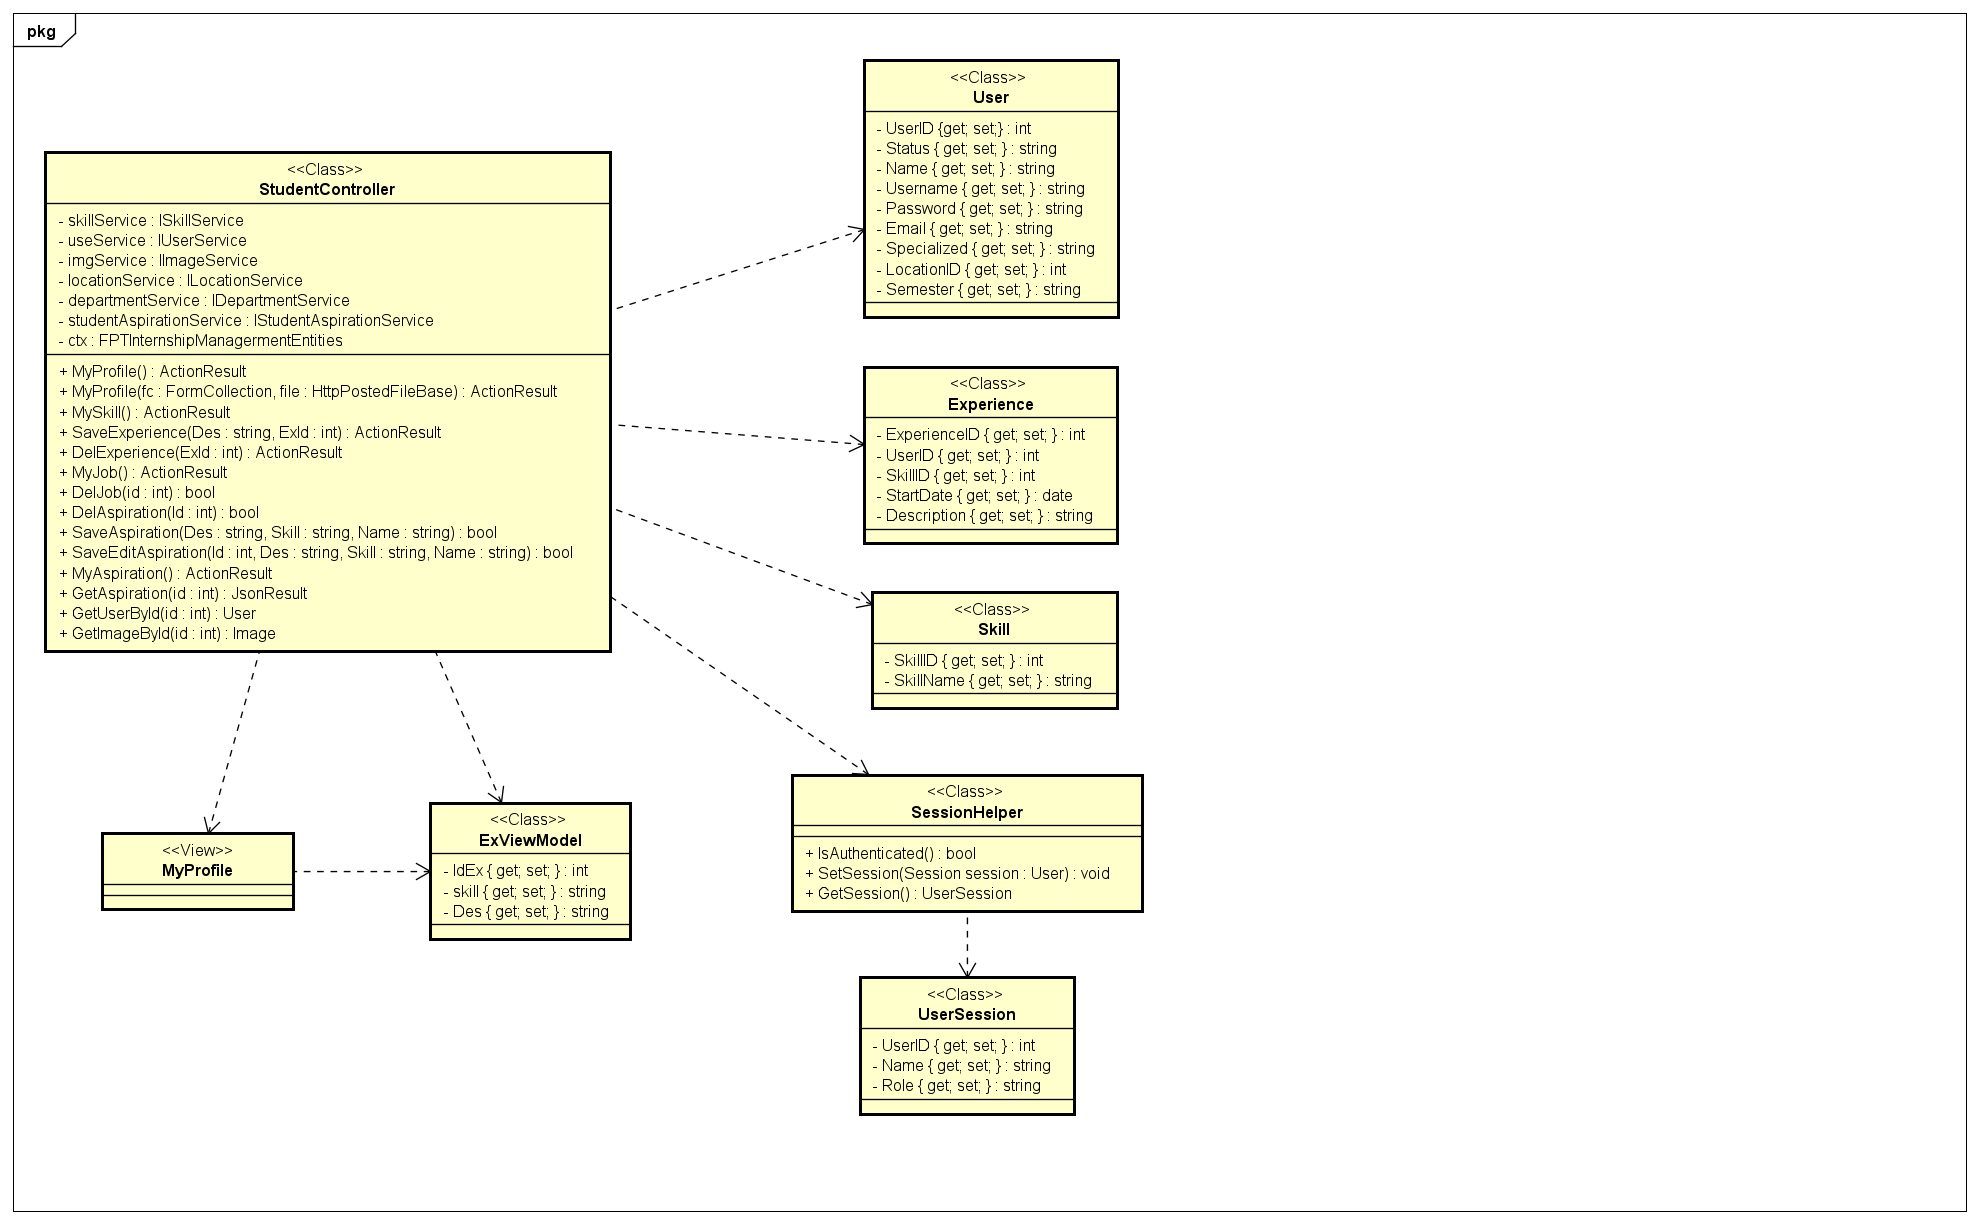 pkg
<<Class>>
User
- UserID {get; set;} : int
- Status { get; set; } : string
- Name { get; set; } : string
- Username { get; set; } : string
- Password { get; set; } : string
- Email { get; set; } : string
- Specialized { get; set; } : string
- LocationID { get; set; } : int
- Semester { get; set; } : string
<<Class>>
StudentController
- skillService : ISkillService
- useService : IUserService
- imgService : IImageService
- locationService : ILocationService
- departmentService : IDepartmentService
- studentAspirationService : IStudentAspirationService
- ctx : FPTInternshipManagermentEntities
+ MyProfile() : ActionResult
+ MyProfile(fc : FormCollection, file : HttpPostedFileBase) : ActionResult
+ MySkill() : ActionResult
+ SaveExperience(Des : string, ExId : int) : ActionResult
+ DelExperience(ExId : int) : ActionResult
+ MyJob() : ActionResult
+ DelJob(id : int) : bool
+ DelAspiration(Id : int) : bool
+ SaveAspiration(Des : string, Skill : string, Name : string) : bool
+ SaveEditAspiration(Id : int, Des : string, Skill : string, Name : string) : bool
+ MyAspiration() : ActionResult
+ GetAspiration(id : int) : JsonResult
+ GetUserById(id : int) : User
+ GetImageById(id : int) : Image
<<Class>>
Experience
- ExperienceID { get; set; } : int
- UserID { get; set; } : int
- SkillID { get; set; } : int
- StartDate { get; set; } : date
- Description { get; set; } : string
<<Class>>
Skill
- SkillID { get; set; } : int
- SkillName { get; set; } : string
<<Class>>
SessionHelper
+ IsAuthenticated() : bool
+ SetSession(Session session : User) : void
+ GetSession() : UserSession
<<View>>
MyProfile
<<Class>>
ExViewModel
- IdEx { get; set; } : int
- skill { get; set; } : string
- Des { get; set; } : string
<<Class>>
UserSession
- UserID { get; set; } : int
- Name { get; set; } : string
- Role { get; set; } : string